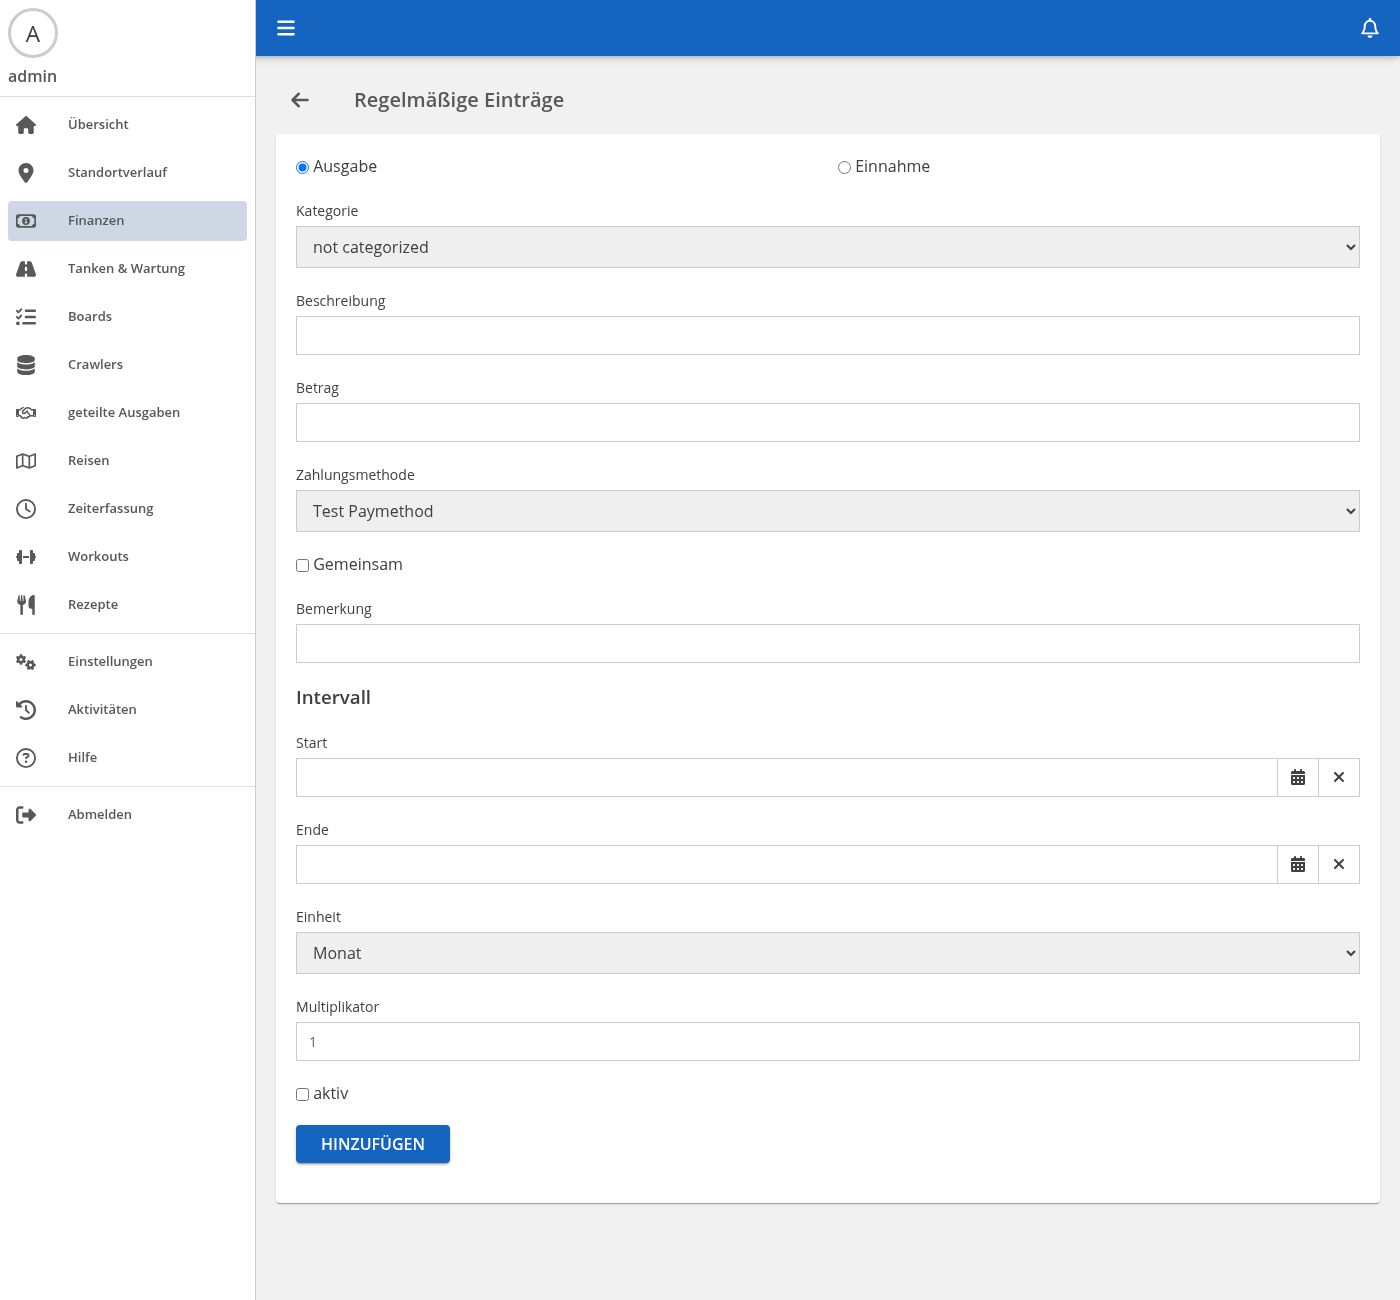 A
admin
Übersicht
Standortverlauf
Finanzen
Tanken & Wartung
Boards
Crawlers
geteilte Ausgaben
Reisen
Zeiterfassung
Workouts
Rezepte
Einstellungen
Aktivitäten
Hilfe
Abmelden
Regelmäßige Einträge
Ausgabe Einnahme
Kategorie
not categorized
Beschreibung
Betrag
Zahlungsmethode
Test Paymethod
Gemeinsam
Bemerkung
Intervall
Start
Ende
Einheit
Monat
Multiplikator
1
aktiv
HINZUFÜGEN